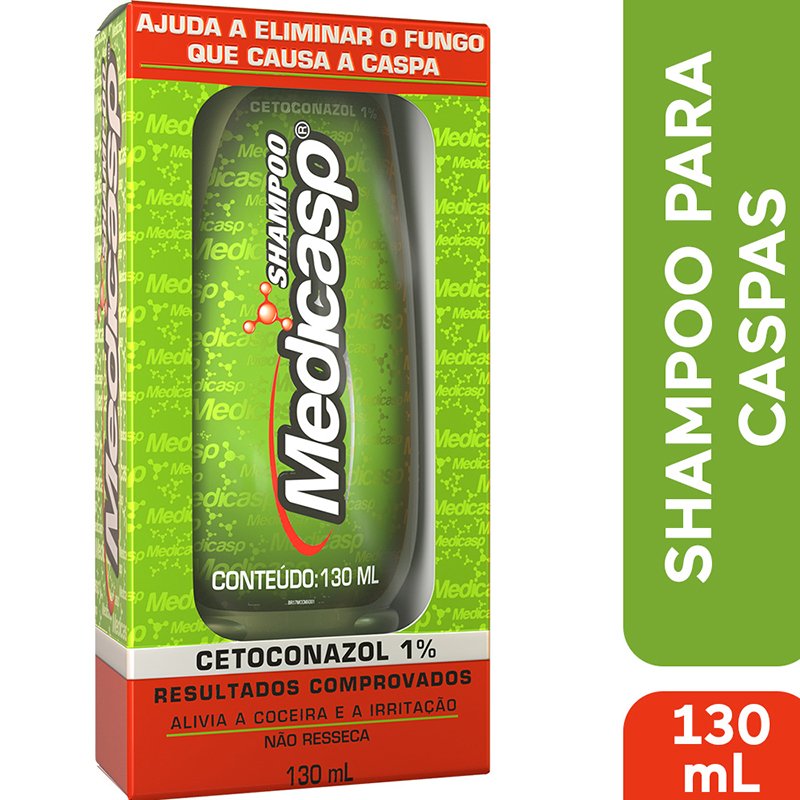 AJUDA A ELIMINAR O FUNGO
QUE CAUSA A CASPA
CETOCONAZOL 1%
SHAMPOO
Medicasp®
CONTEÚDO: 130 ML
CETOCONAZOL 1%
RESULTADOS COMPROVADOS
ALIVIA A COCEIRA E A IRRITAÇÃO
NÃO RESSECA
130 mL
Medicasp
SHAMPOO PARA
CASPAS
130
mL